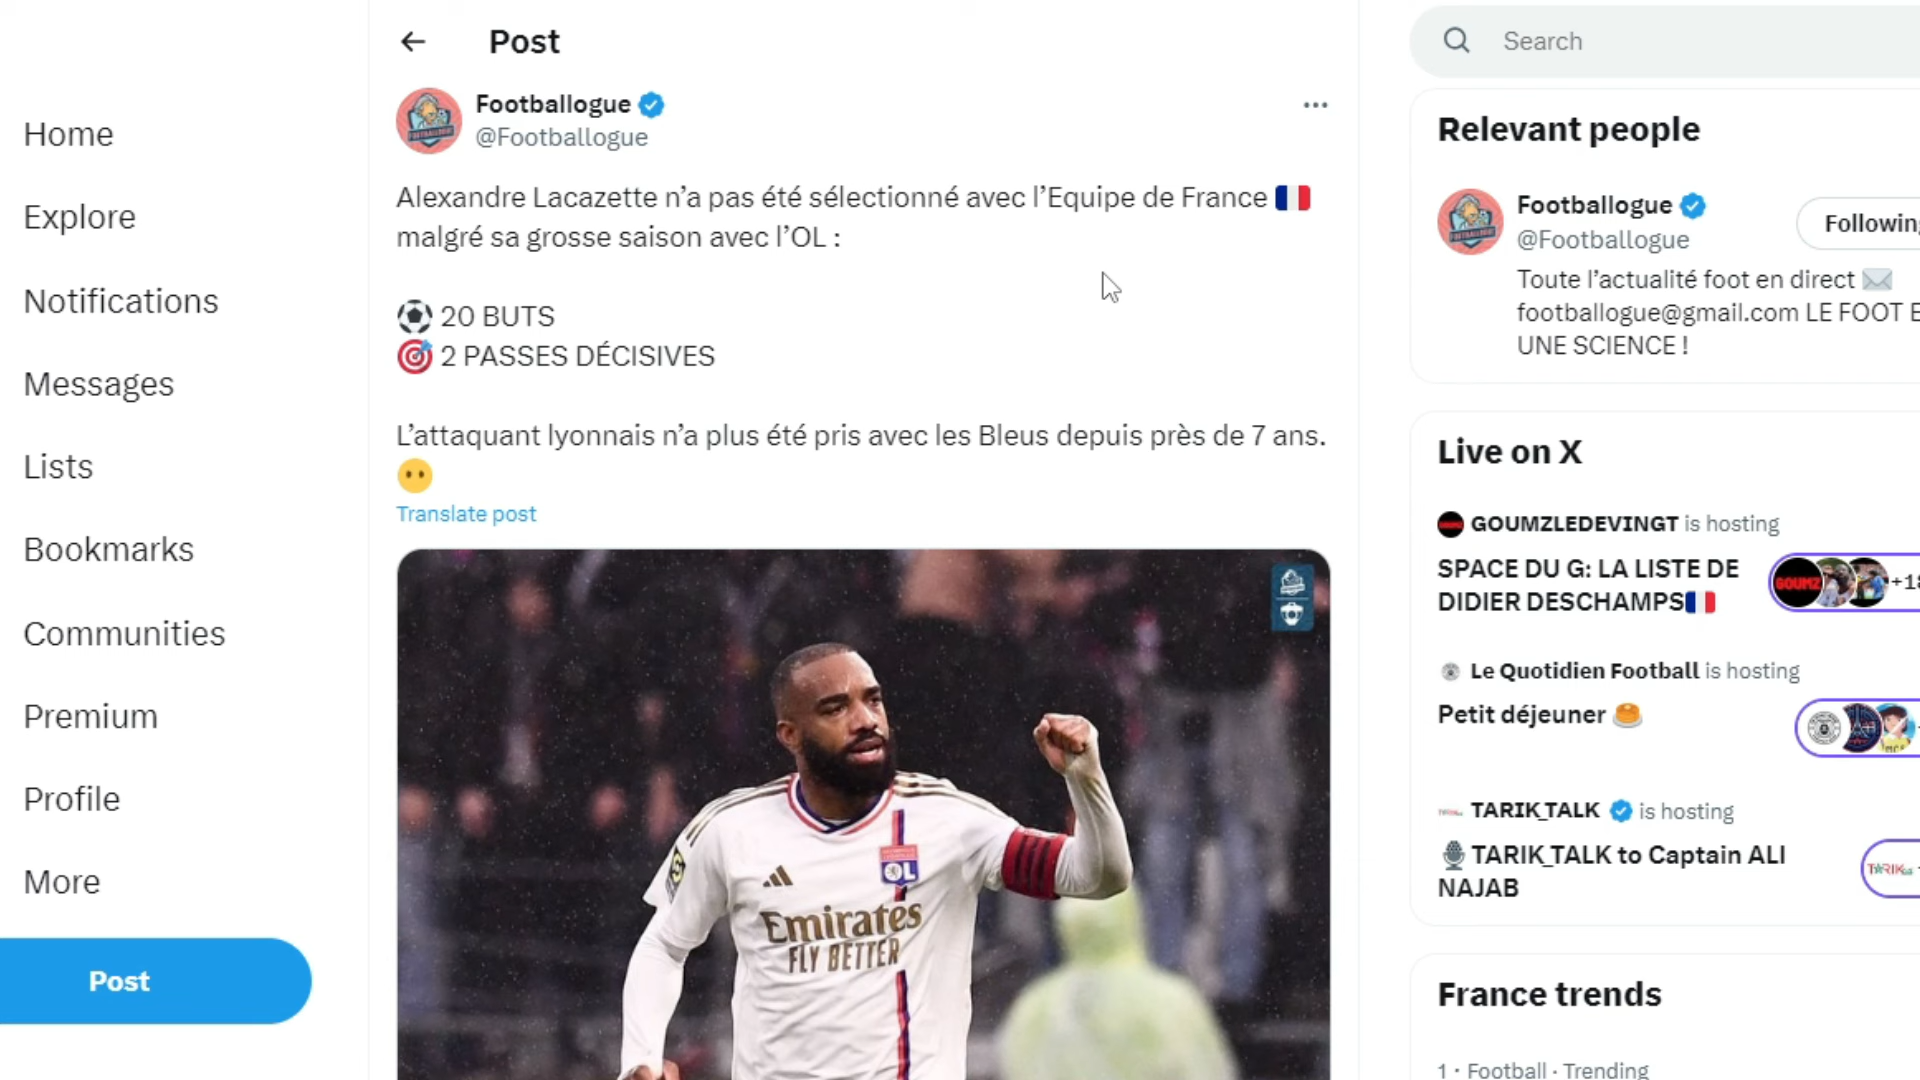 Post
Search
Home
Explore
Notifications
Messages
Lists
Bookmarks
Communities
Premium
Profile
More
Post
Footballogue
@Footballogue
Alexandre Lacazette n’a pas été sélectionné avec l’Equipe de France 🇫🇷
malgré sa grosse saison avec l’OL :
⚽ 20 BUTS
🎯 2 PASSES DÉCISIVES
L’attaquant lyonnais n’a plus été pris avec les Bleus depuis près de 7 ans.
😶
Translate post
OL
Emirates
FLY BETTER
Relevant people
Footballogue
Following
@Footballogue
Toute l’actualité foot en direct ✉️
footballogue@gmail.com LE FOOT E
UNE SCIENCE !
Live on X
GOUMZLEDEVINGT is hosting
SPACE DU G: LA LISTE DE
DIDIER DESCHAMPS🇫🇷
GOUMZ
+18
Le Quotidien Football is hosting
Petit déjeuner 🥞
TARIK_TALK is hosting
🎙️TARIK_TALK to Captain ALI
NAJAB
France trends
1 · Football · Trending